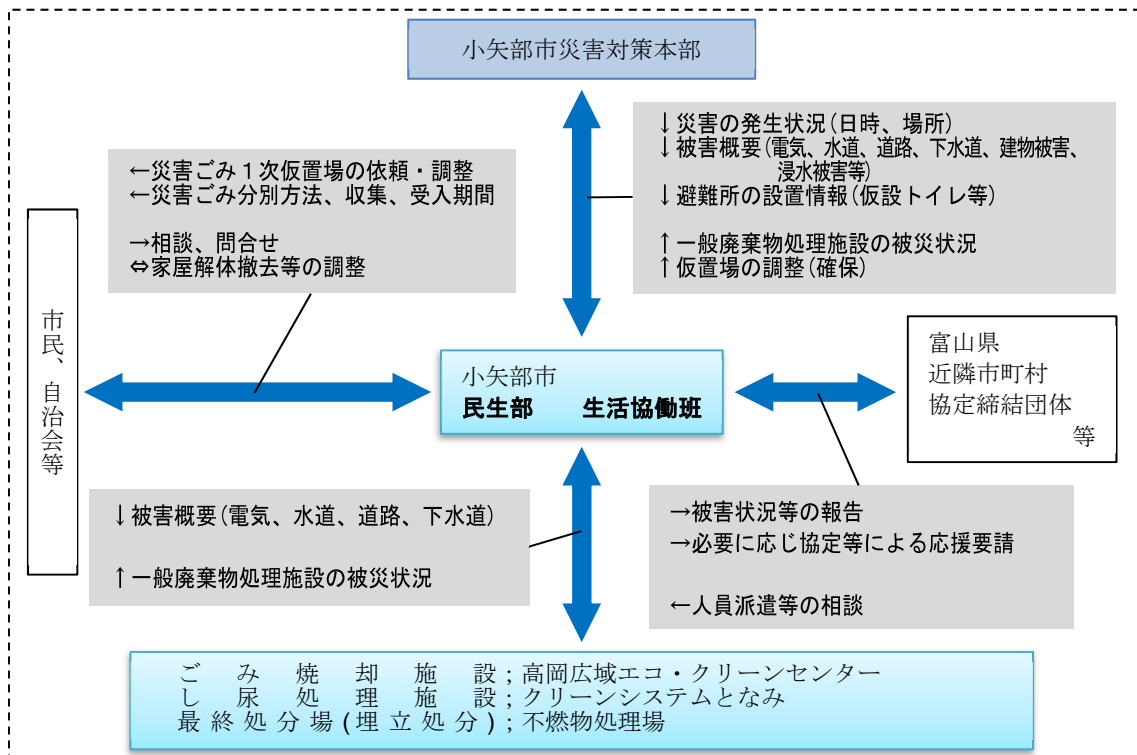 小矢部市災害対策本部
↓災害の発生状況(日時、場所)
↓被害概要(電気、水道、道路、下水道、建物被害、
浸水被害等)
↓避難所の設置情報(仮設トイレ等)
↑一般廃棄物処理施設の被災状況
↑仮置場の調整(確保)
←災害ごみ1次仮置場の依頼・調整
←災害ごみ分別方法、収集、受入期間
→相談、問合せ
⇔家屋解体撤去等の調整
市民、自治会等
小矢部市
民生部　生活協働班
富山県
近隣市町村
協定締結団体
等
↓被害概要(電気、水道、道路、下水道)
↑一般廃棄物処理施設の被災状況
→被害状況等の報告
→必要に応じ協定等による応援要請
←人員派遣等の相談
ごみ焼却施設;高岡広域エコ・クリーンセンター
し尿処理施設;クリーンシステムとなみ
最終処分場(埋立処分);不燃物処理場